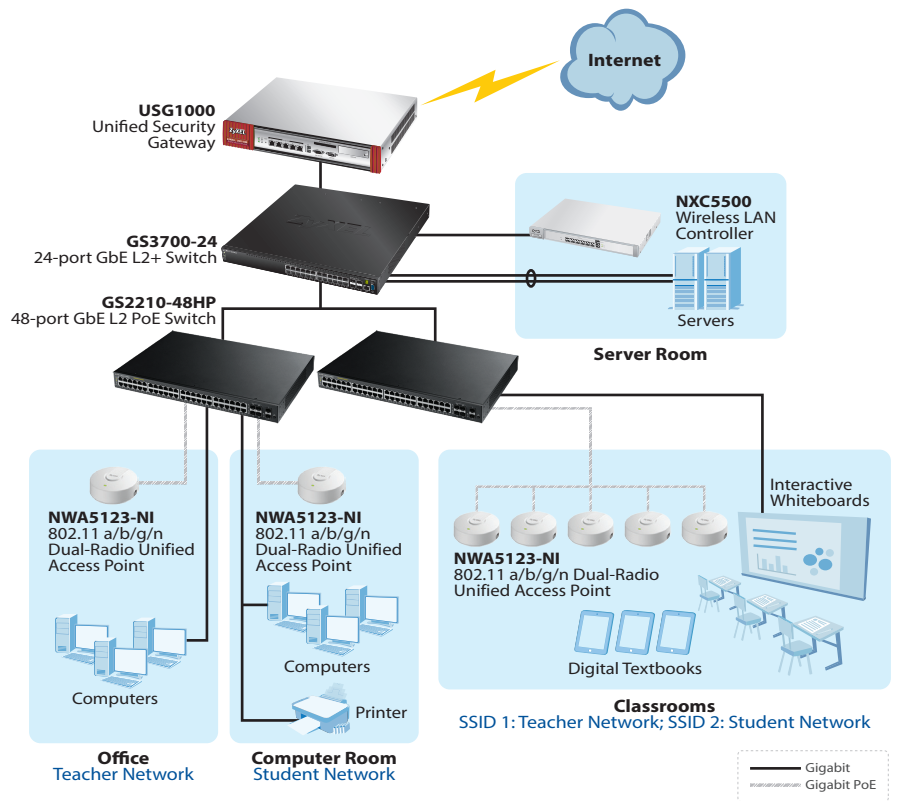 Internet
USG1000
Unified Security
Gateway
ZyXEL
NXC5500
Wireless LAN
Controller
GS3700-24
24-port GbE L2+ Switch
Servers
Server Room
GS2210-48HP
48-port GbE L2 PoE Switch
NWA5123-NI
802.11 a/b/g/n
Dual-Radio Unified
Access Point
Computers
Office
Teacher Network
NWA5123-NI
802.11 a/b/g/n
Dual-Radio Unified
Access Point
Computers
Printer
Computer Room
Student Network
NWA5123-NI
802.11 a/b/g/n Dual-Radio
Unified Access Point
Interactive
Whiteboards
Digital Textbooks
Classrooms
SSID 1: Teacher Network; SSID 2: Student Network
Gigabit
Gigabit PoE